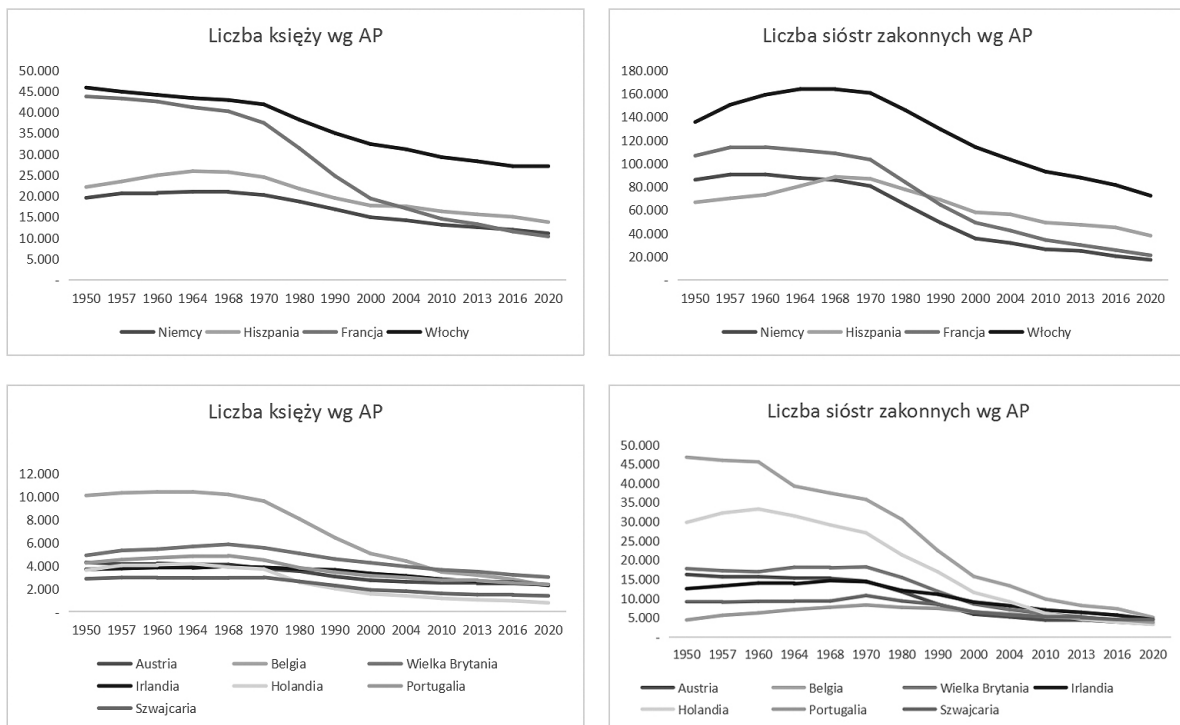 Liczba księży wg AP
50.000
45.000
40.000
35.000
30.000
25.000
20.000
15.000
10.000
5.000
-
1950 1957 1960 1964 1968 1970 1980 1990 2000 2004 2010 2013 2016 2020
Niemcy Hiszpania Francja Włochy
Liczba sióstr zakonnych wg AP
180.000
160.000
140.000
120.000
100.000
80.000
60.000
40.000
20.000
-
1950 1957 1960 1964 1968 1970 1980 1990 2000 2004 2010 2013 2016 2020
Niemcy Hiszpania Francja Włochy
Liczba księży wg AP
12.000
10.000
8.000
6.000
4.000
2.000
-
1950 1957 1960 1964 1968 1970 1980 1990 2000 2004 2010 2013 2016 2020
Austria Belgia Wielka Brytania
Irlandia Holandia Portugalia
Szwajcaria
Liczba sióstr zakonnych wg AP
50.000
45.000
40.000
35.000
30.000
25.000
20.000
15.000
10.000
5.000
-
1950 1957 1960 1964 1968 1970 1980 1990 2000 2004 2010 2013 2016 2020
Austria Belgia Wielka Brytania Irlandia
Holandia Portugalia Szwajcaria